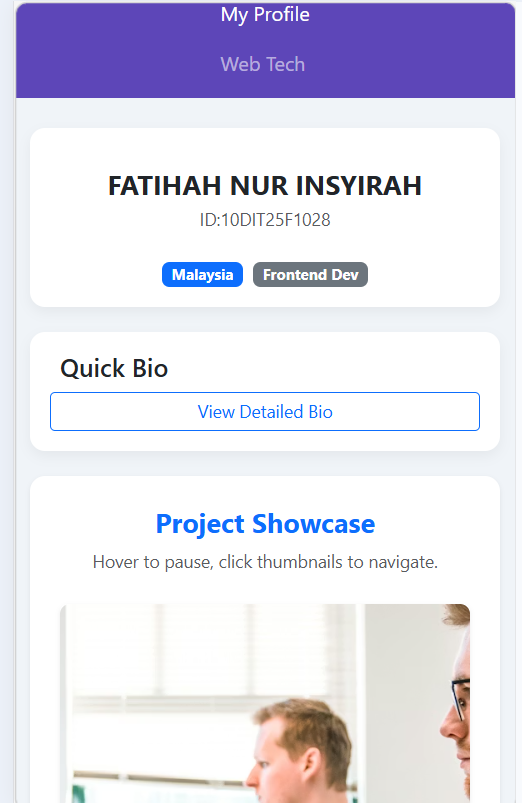 My Profile
Web Tech
FATIHAH NUR INSYIRAH
ID:10DIT25F1028
Malaysia Frontend Dev
Quick Bio
View Detailed Bio
Project Showcase
Hover to pause, click thumbnails to navigate.